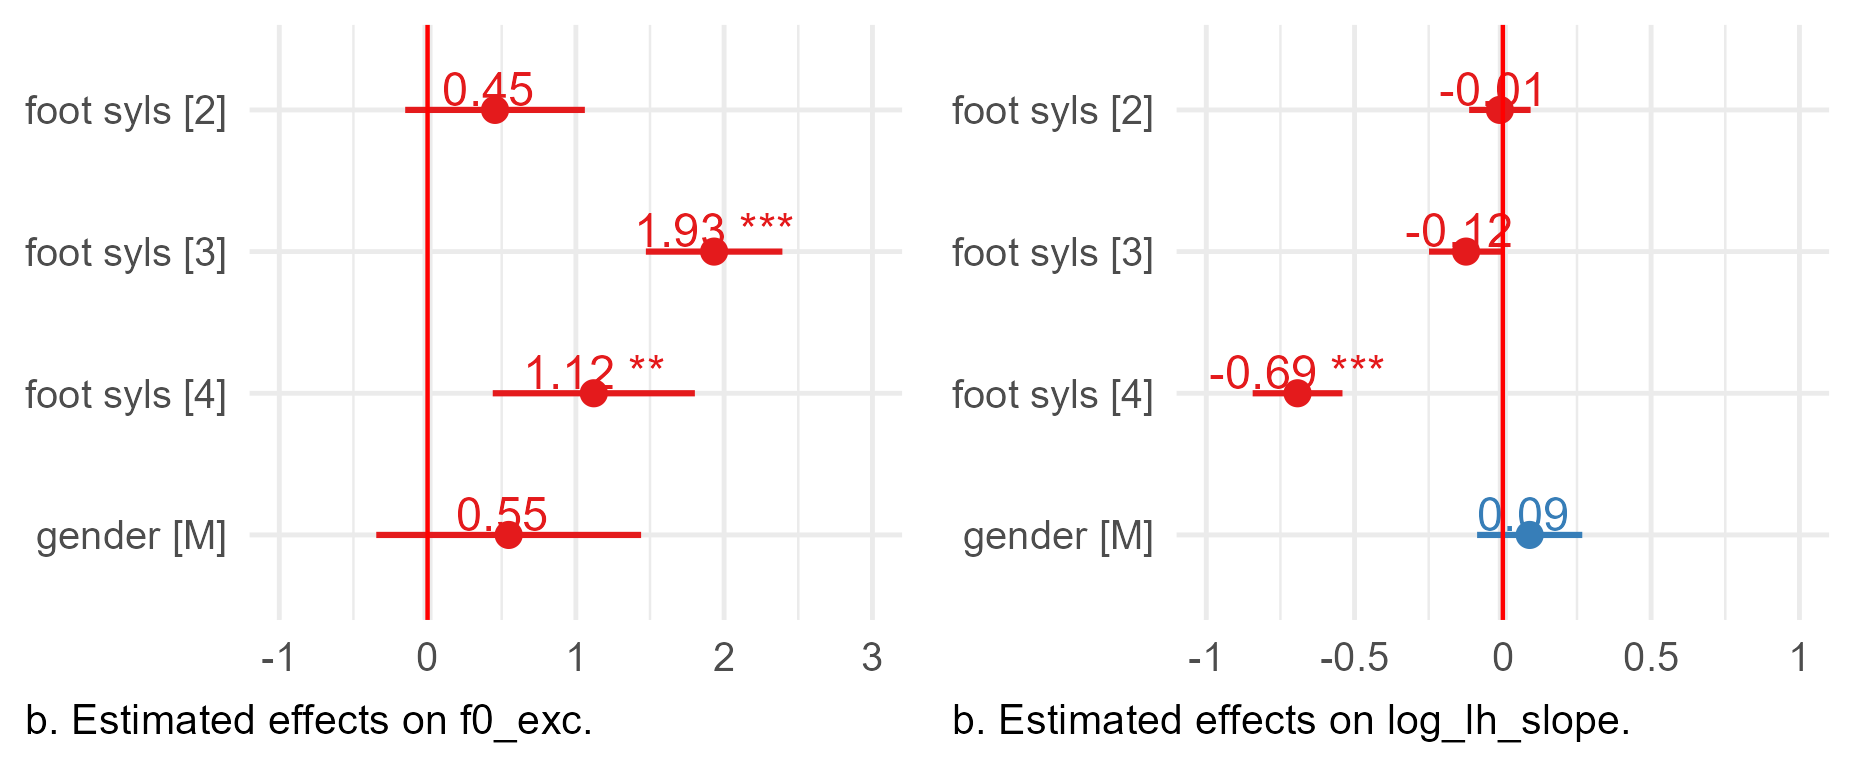 foot syls [2]
0.45
foot syls [3]
1.93 ***
foot syls [4]
1.12 **
gender [M]
0.55
-1 0 1 2 3
b. Estimated effects on f0_exc.
foot syls [2]
-0.01
foot syls [3]
-0.12
foot syls [4]
-0.69 ***
gender [M]
0.09
-1 -0.5 0 0.5 1
b. Estimated effects on log_lh_slope.